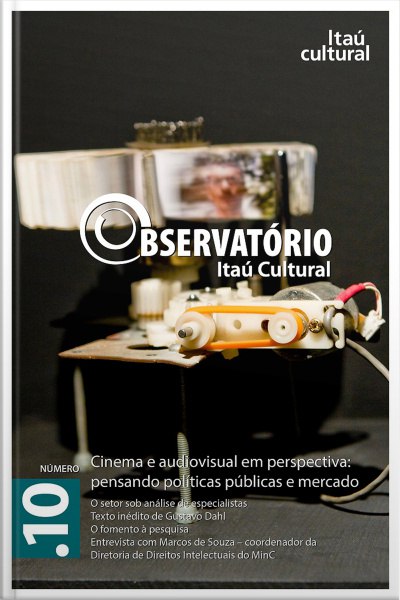 Itaú
cultural
OBSERVATÓRIO
Itaú Cultural
NÚMERO
.10
Cinema e audiovisual em perspectiva:
pensando políticas públicas e mercado
O setor sob análise de especialistas
Texto inédito de Gustavo Dahl
O fomento à pesquisa
Entrevista com Marcos de Souza – coordenador da
Diretoria de Direitos Intelectuais do MinC